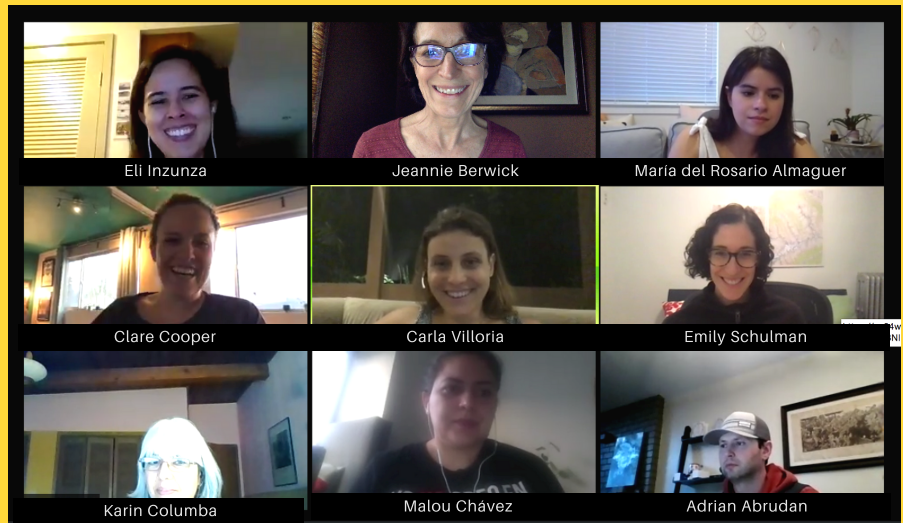 Eli Inzunza
Jeannie Berwick
María del Rosario Almaguer
Clare Cooper
Carla Villoria
Emily Schulman
Karin Columba
Malou Chávez
EN
Adrian Abrudan